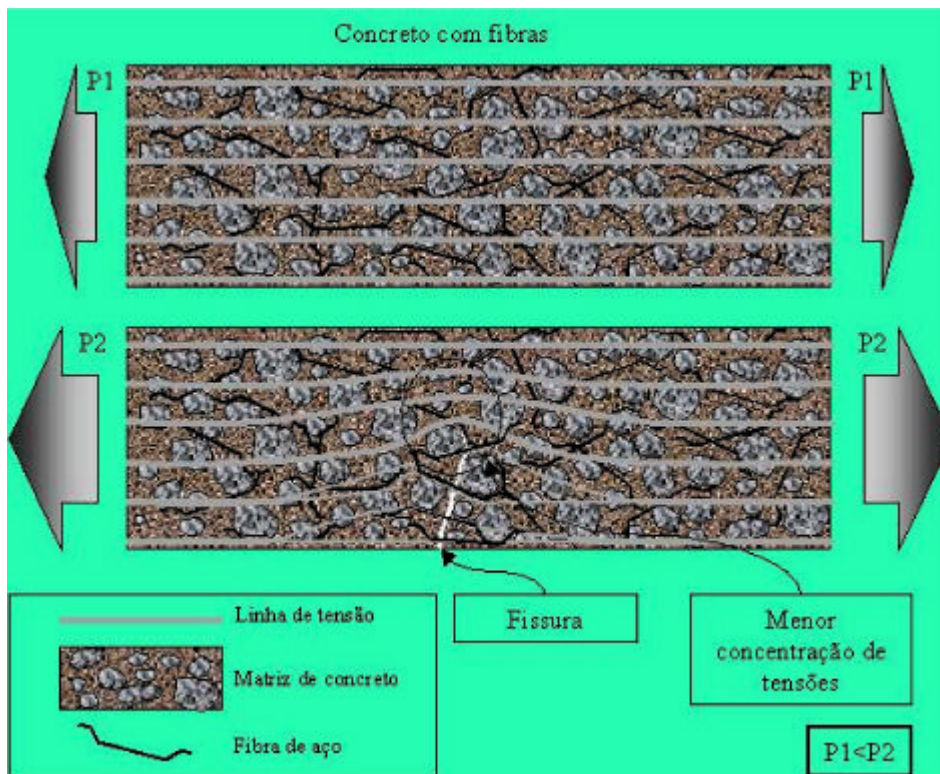 Concreto com fibras
P1
P1
P2
P2
Fissura
Menor
concentração de
tensões
Linha de tensão
Matriz de concreto
Fibra de aço
P1<P2